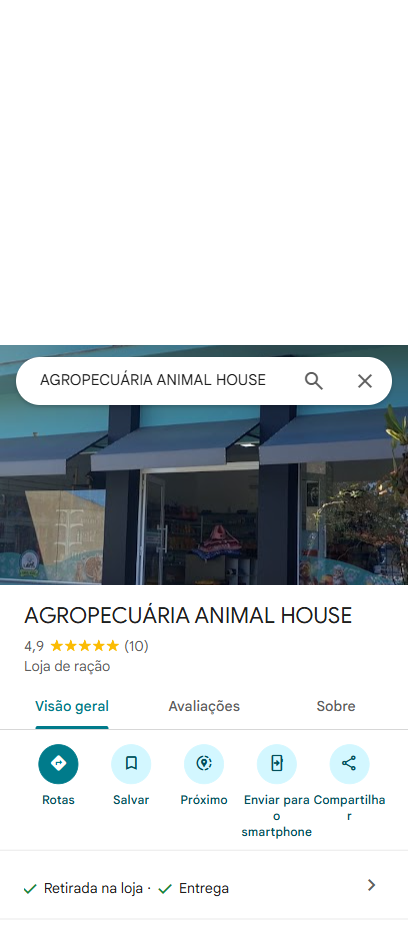 AGROPECUÁRIA ANIMAL HOUSE
AGROPECUÁRIA ANIMAL HOUSE
4,9 (10)
Loja de ração
Visão geral Avaliações Sobre
Rotas Salvar Próximo Enviar para o smartphone Compartilhar
Retirada na loja · Entrega